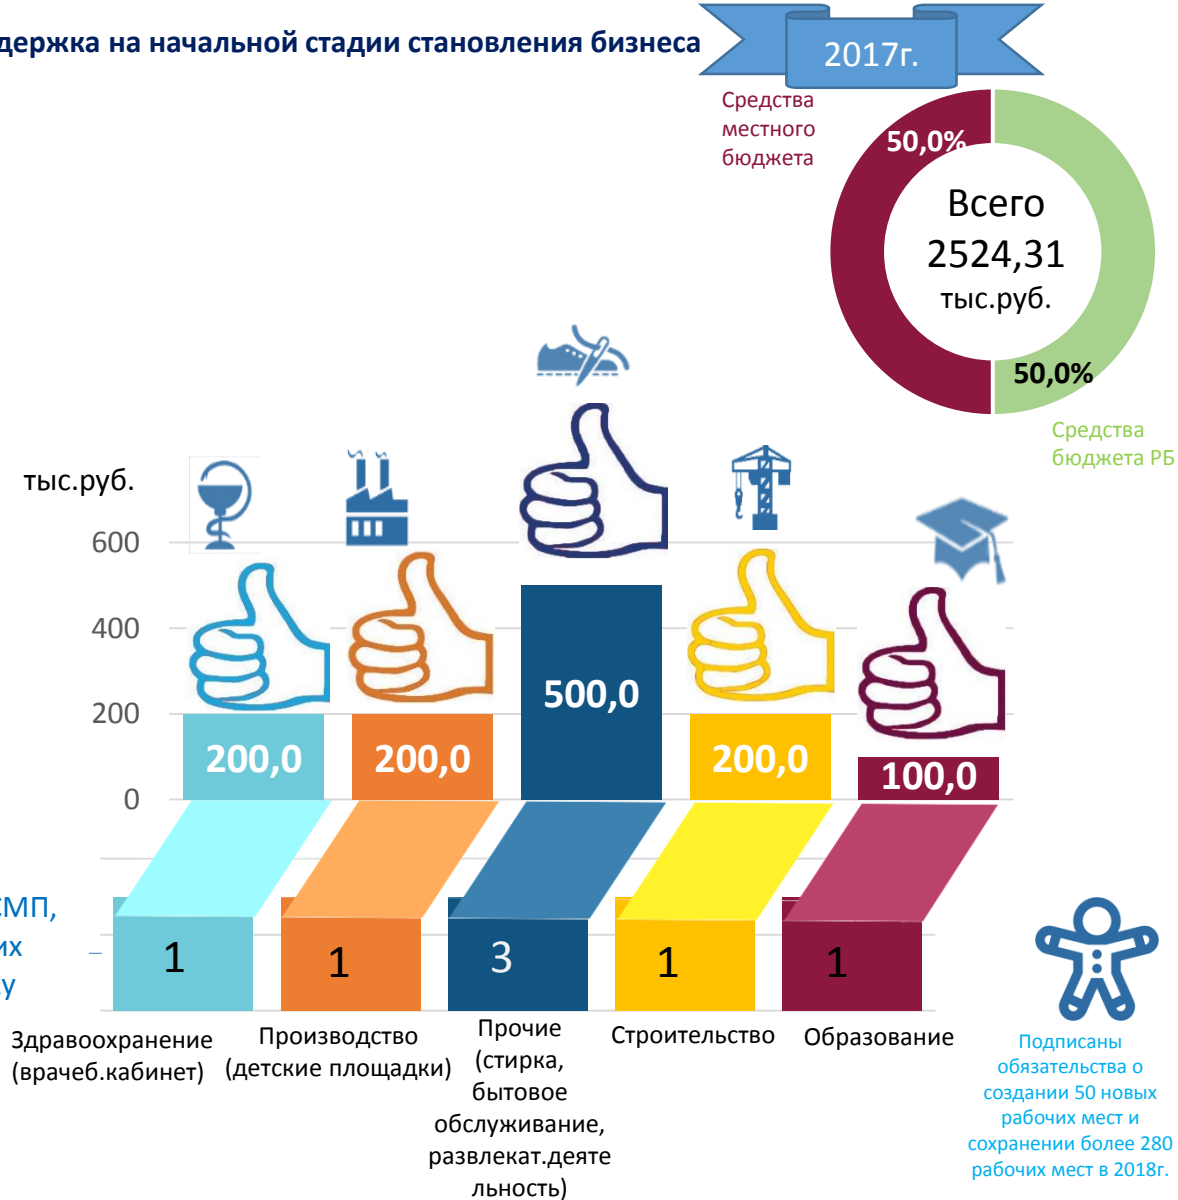 держка на начальной стадии становления бизнеса
2017г.
Средства
местного
бюджета
50,0%
Всего
2524,31
тыс.руб.
50,0%
Средства
бюджета РБ
тыс.руб.
600
400
200
0
200,0
200,0
500,0
200,0
100,0
СМП,
их
у
1
1
3
1
1
Здравоохранение
(врачеб.кабинет)
Производство
(детские площадки)
Прочие
(стирка,
бытовое
обслуживание,
развлекат.деяте
льность)
Строительство
Образование
Подписаны
обязательства о
создании 50 новых
рабочих мест и
сохранении более 280
рабочих мест в 2018г.